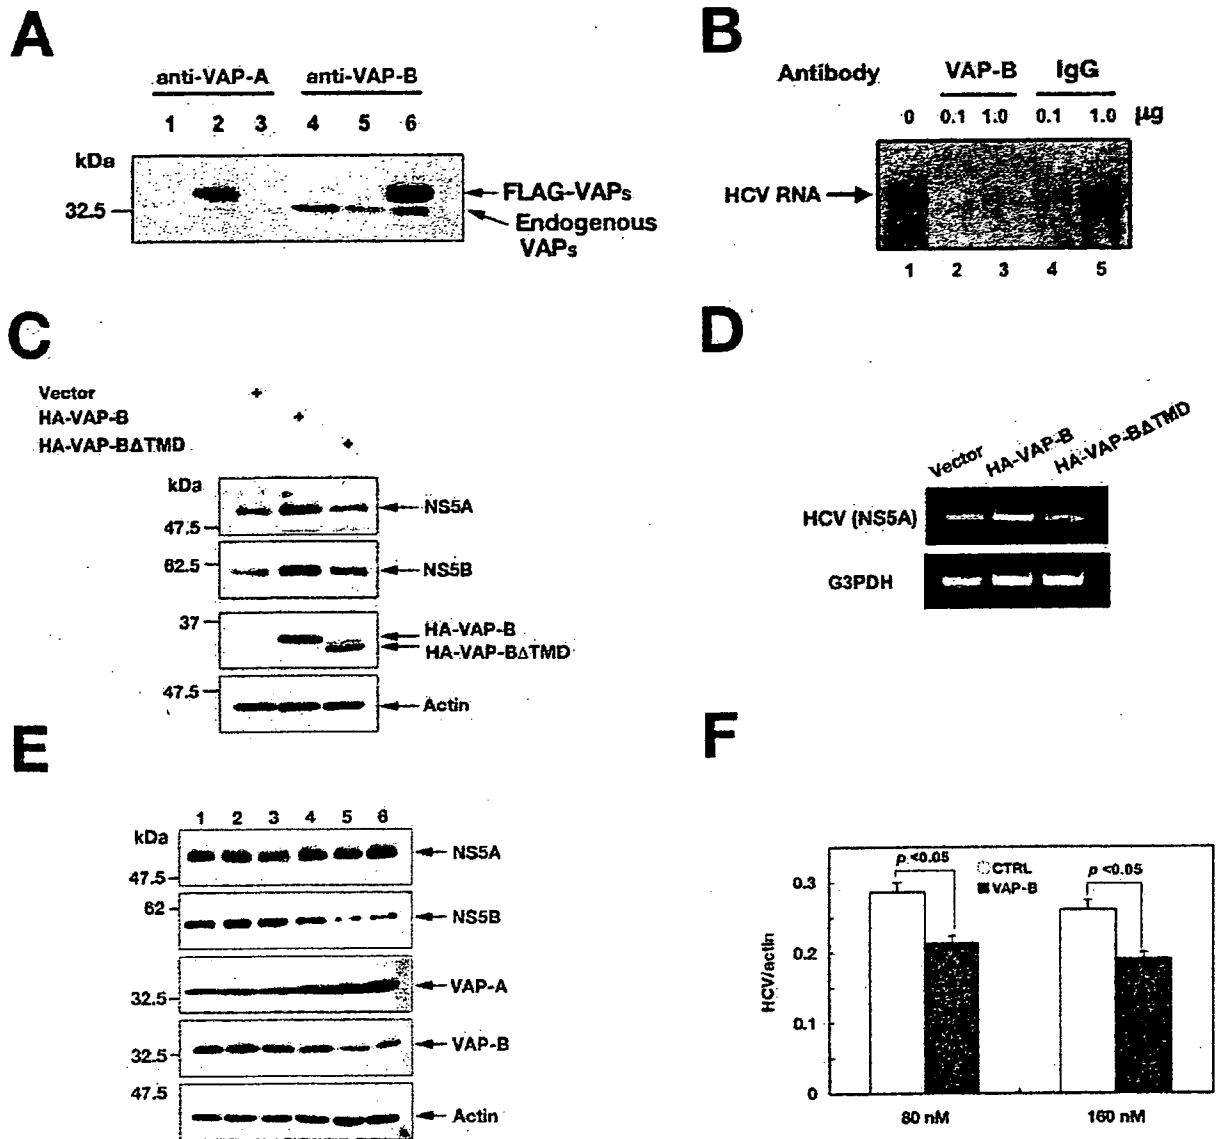 A
anti-VAP-A anti-VAP-B
1 2 3 4 5 6
kDa
32.5
FLAG-VAPs
Endogenous
VAPs
B
Antibody VAP-B IgG
0 0.1 1.0 0.1 1.0 µg
HCV RNA
1 2 3 4 5
C
Vector +
HA-VAP-B +
HA-VAP-BΔTMD +
kDa
47.5 NS5A
62.5 NS5B
37 HA-VAP-B
HA-VAP-BΔTMD
47.5 Actin
D
Vector HA-VAP-B HA-VAP-BΔTMD
HCV (NS5A)
G3PDH
E
1 2 3 4 5 6
kDa
47.5 NS5A
62 NS5B
32.5 VAP-A
32.5 VAP-B
47.5 Actin
F
p <0.05 CTRL
VAP-B
p <0.05
HCV/actin
0.3
0.2
0.1
0
80 nM 160 nM